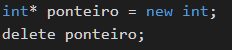 int* ponteiro = new int;
delete ponteiro;